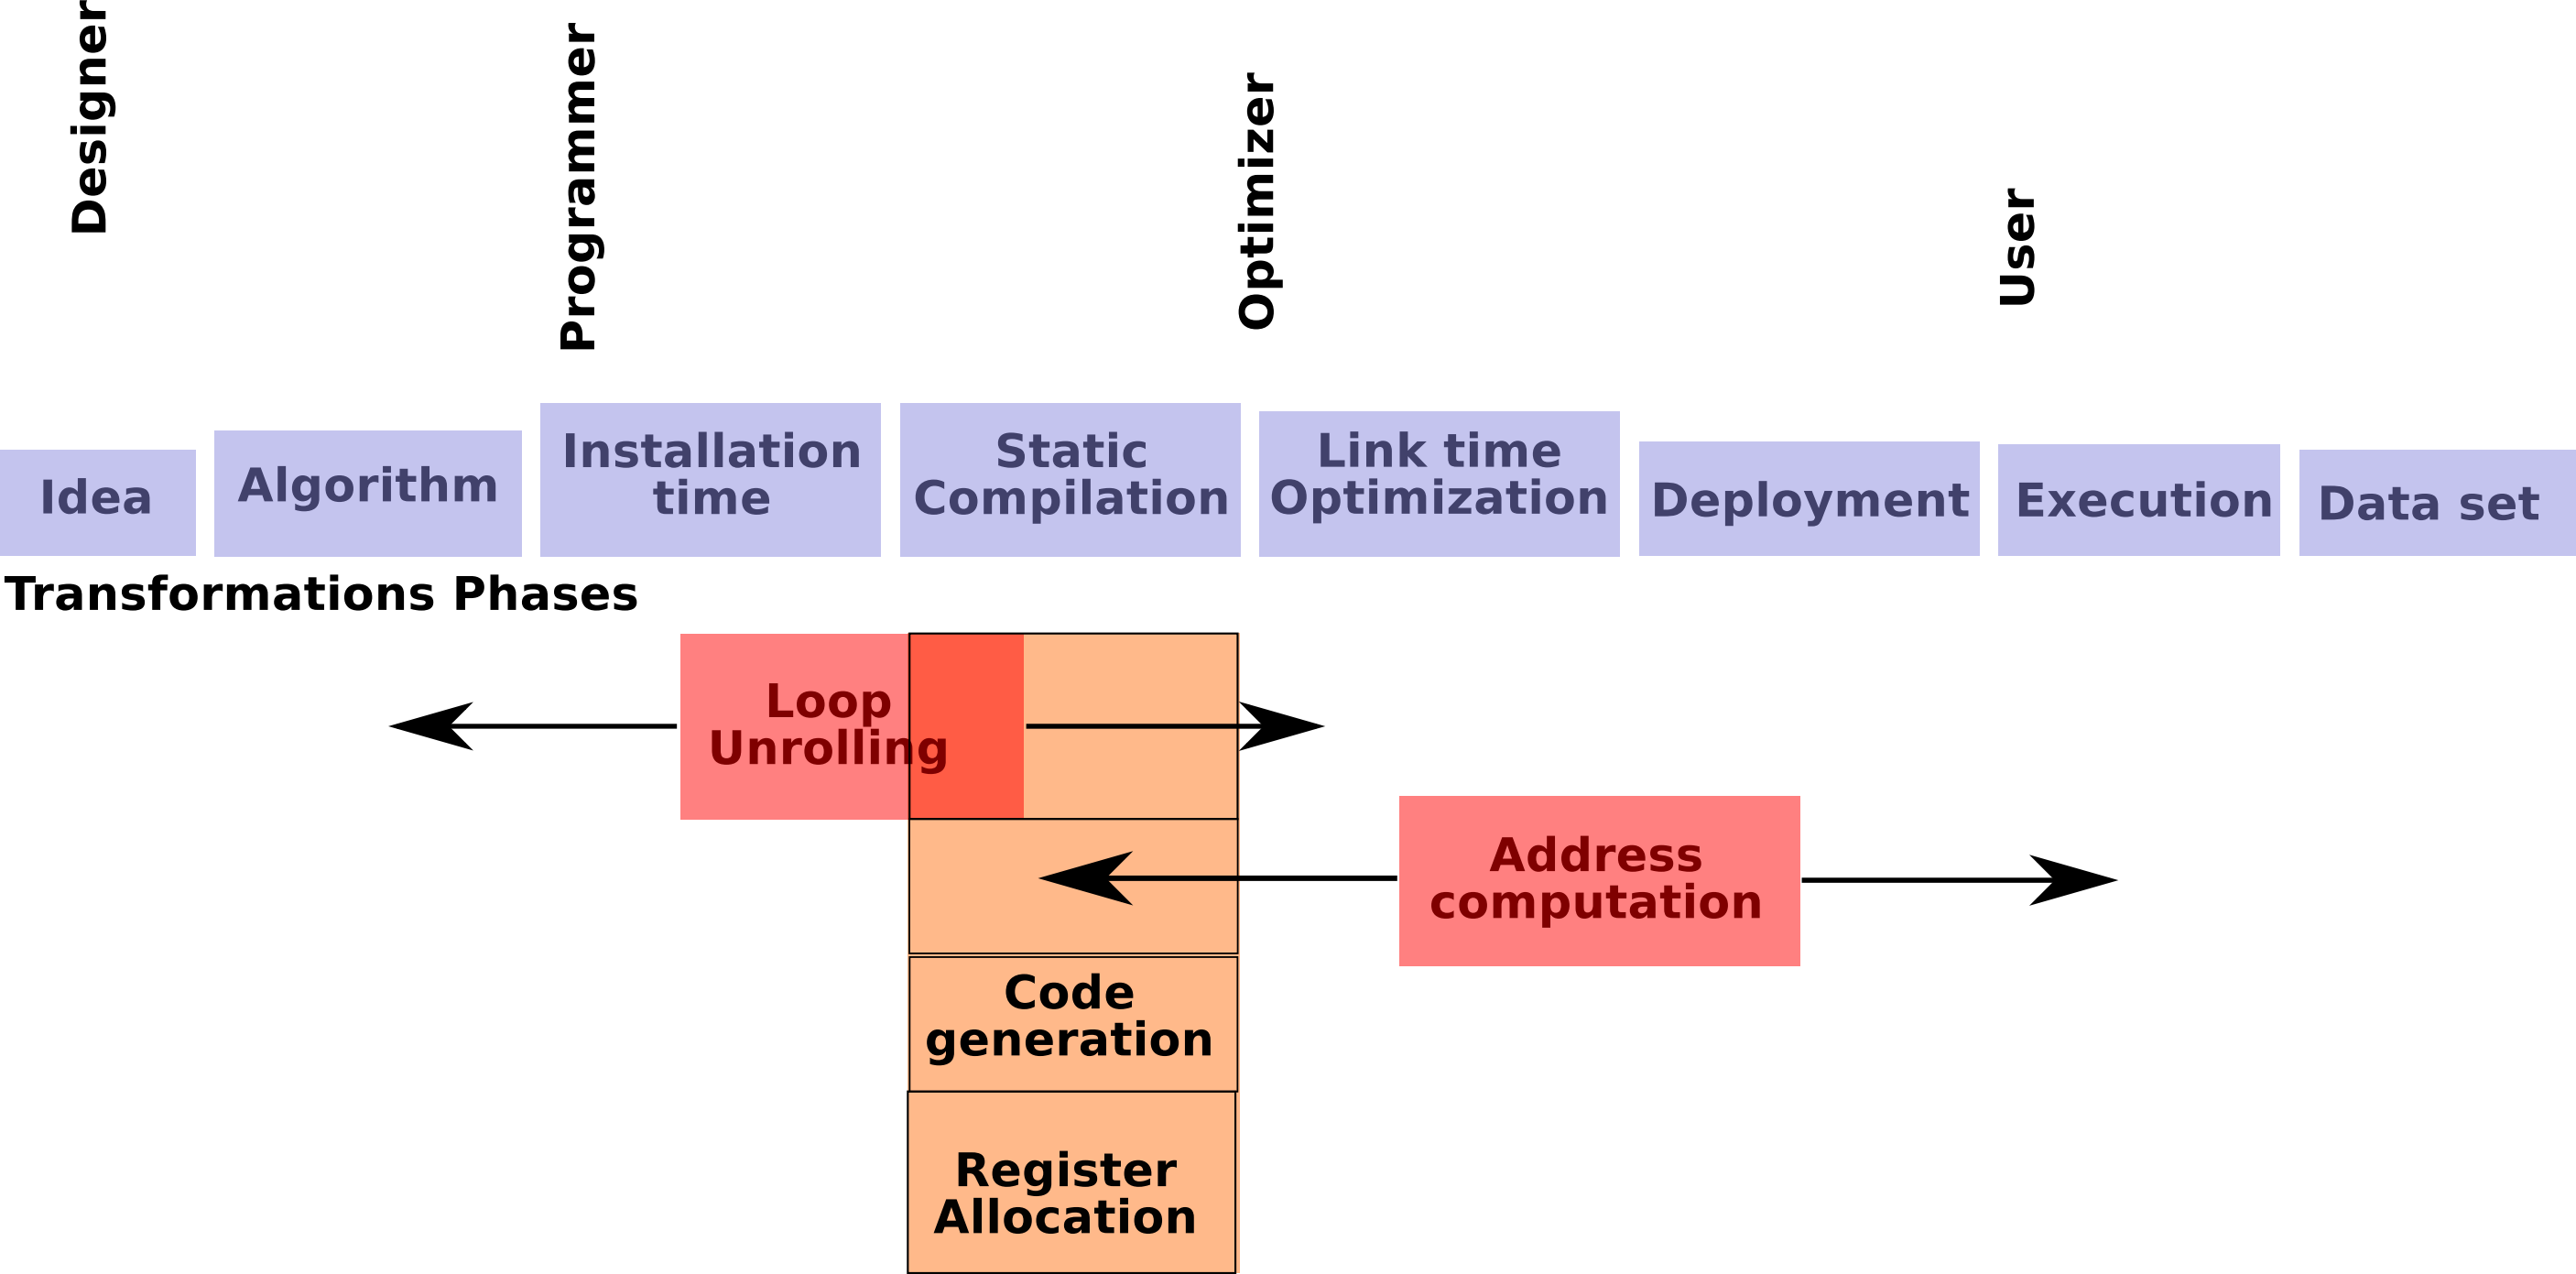 Designer
Programmer
Optimizer
User
Idea
Algorithm
Installation
time
Static
Compilation
Link time
Optimization
Deployment
Execution
Data set
Transformations Phases
Loop
Unrolling
Address
computation
Code
generation
Register
Allocation